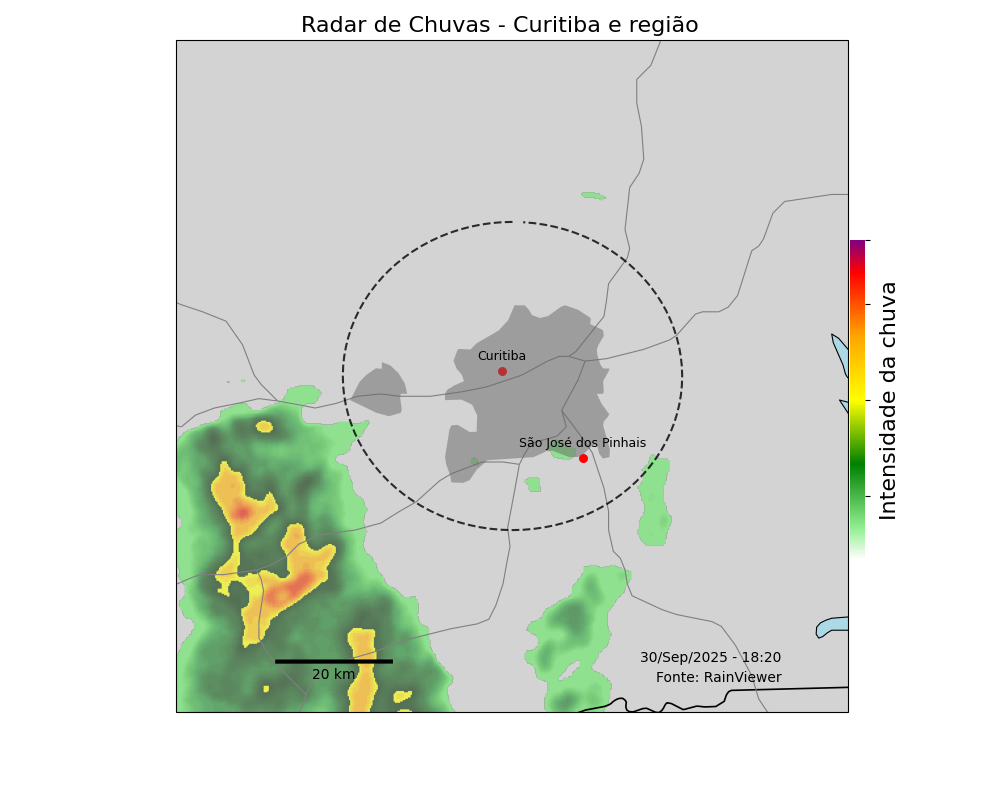 Radar de Chuvas - Curitiba e região
Curitiba
São José dos Pinhais
Intensidade da chuva
30/Sep/2025 - 18:20
20 km
Fonte: RainViewer